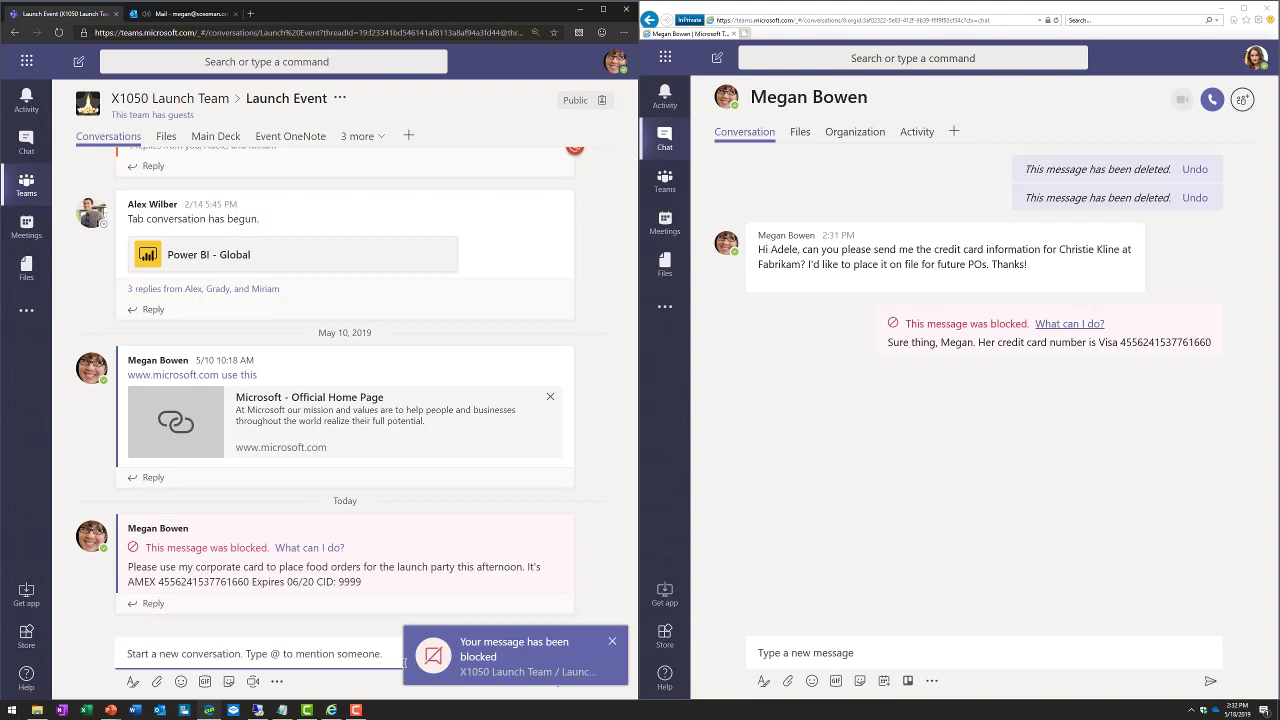 Launch Event (X1050 Launch Team
Mail - megan@rosemencr
InPrivate
Search...
Megan Bowen | Microsoft T...
Search or type a command
Activity
Chat
Teams
Meetings
Files
Get app
Store
Help
X1050 Launch Team > Launch Event ...
This team has guests
Public
Conversations
Files
Main Deck
Event OneNote
3 more
Reply
Alex Wilber 2/14 5:45 PM
Tab conversation has begun.
Power BI - Global
3 replies from Alex, Grady, and Miriam
Reply
May 10, 2019
Megan Bowen 5/10 10:18 AM
www.microsoft.com use this
Microsoft - Official Home Page
At Microsoft our mission and values are to help people and businesses
throughout the world realize their full potential.
www.microsoft.com
Reply
Today
Megan Bowen
This message was blocked. What can I do?
Please use my corporate card to place food orders for the launch party this afternoon. It's
AMEX 4556241537761660 Expires 06/20 CID: 9999
Reply
Start a new conversation. Type @ to mention someone.
Your message has been
blocked
X1050 Launch Team / Launc...
Search or type a command
Activity
Chat
Teams
Meetings
Files
Get app
Store
Help
Megan Bowen
Conversation
Files
Organization
Activity
This message has been deleted. Undo
This message has been deleted. Undo
Megan Bowen 2:31 PM
Hi Adele, can you please send me the credit card information for Christie Kline at
Fabrikam? I'd like to place it on file for future POs. Thanks!
This message was blocked. What can I do?
Sure thing, Megan. Her credit card number is Visa 4556241537761660
Type a new message
GIF
GIF
2:32 PM
5/18/2019